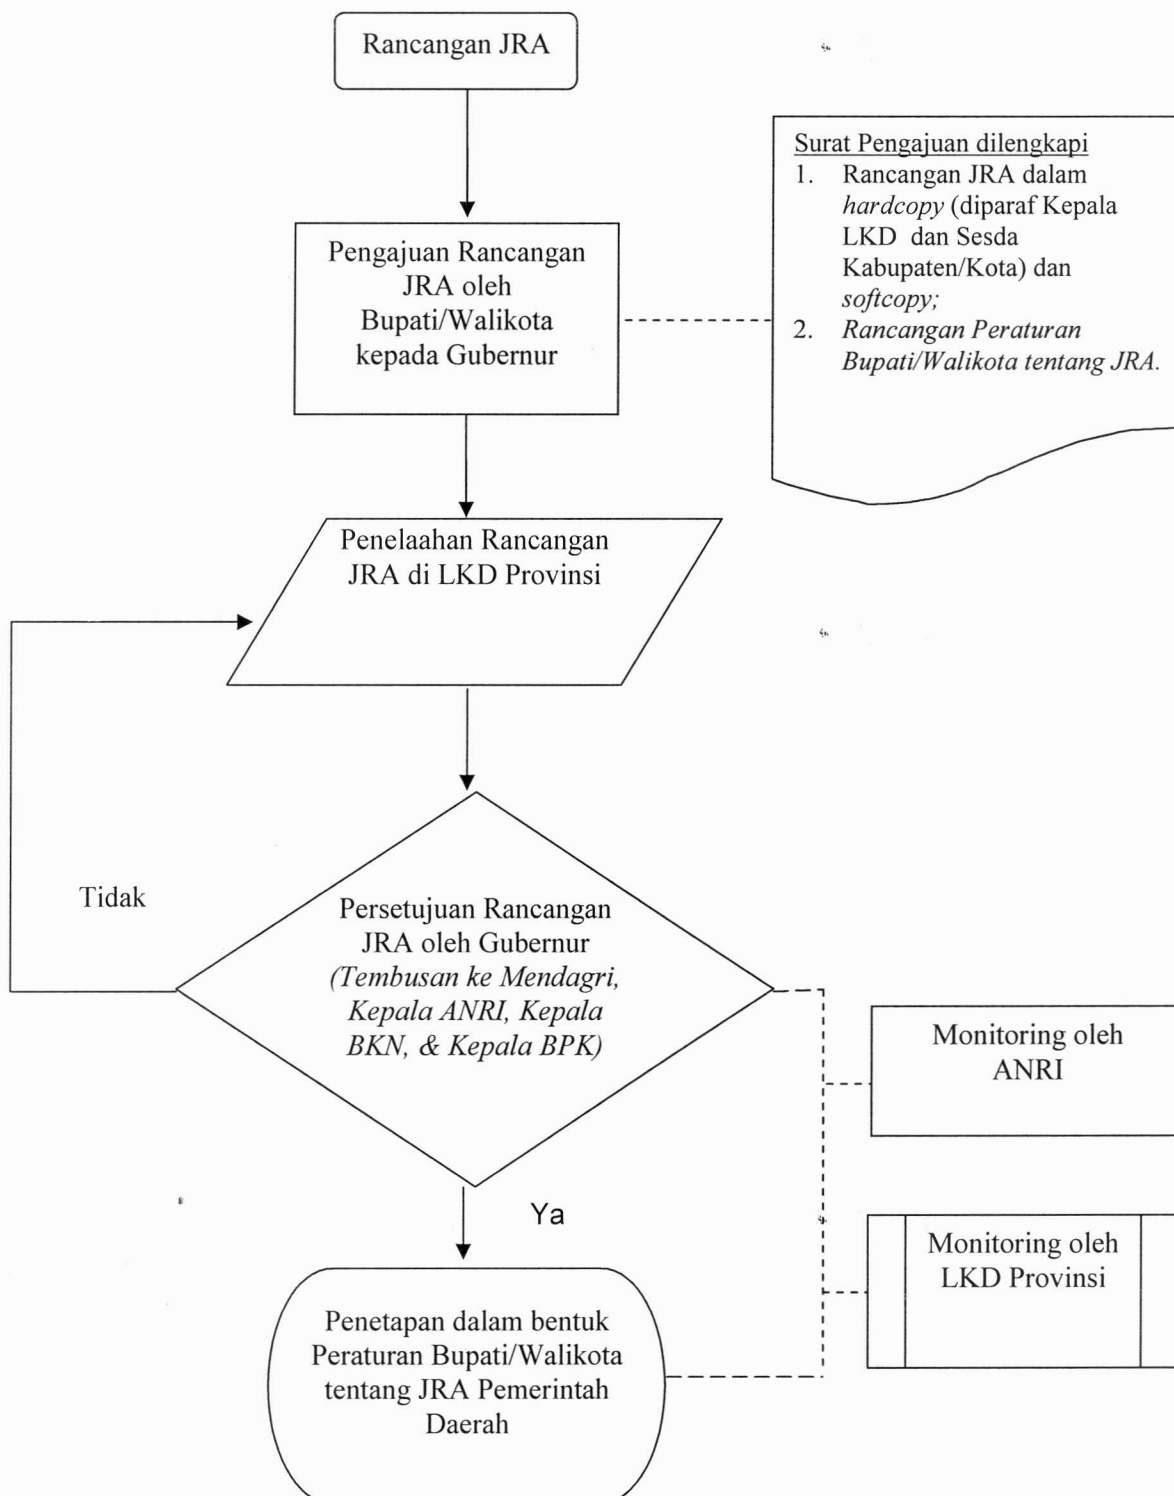 Rancangan JRA
Surat Pengajuan dilengkapi
1. Rancangan JRA dalam
hardcopy (diparaf Kepala
LKD dan Sesda
Kabupaten/Kota) dan
softcopy;
2. Rancangan Peraturan
Bupati/Walikota tentang JRA.
Pengajuan Rancangan
JRA oleh
Bupati/Walikota
kepada Gubernur
Penelaahan Rancangan
JRA di LKD Provinsi
Tidak
Persetujuan Rancangan
JRA oleh Gubernur
(Tembusan ke Mendagri,
Kepala ANRI, Kepala
BKN, & Kepala BPK)
Monitoring oleh
ANRI
Ya
Monitoring oleh
LKD Provinsi
Penetapan dalam bentuk
Peraturan Bupati/Walikota
tentang JRA Pemerintah
Daerah